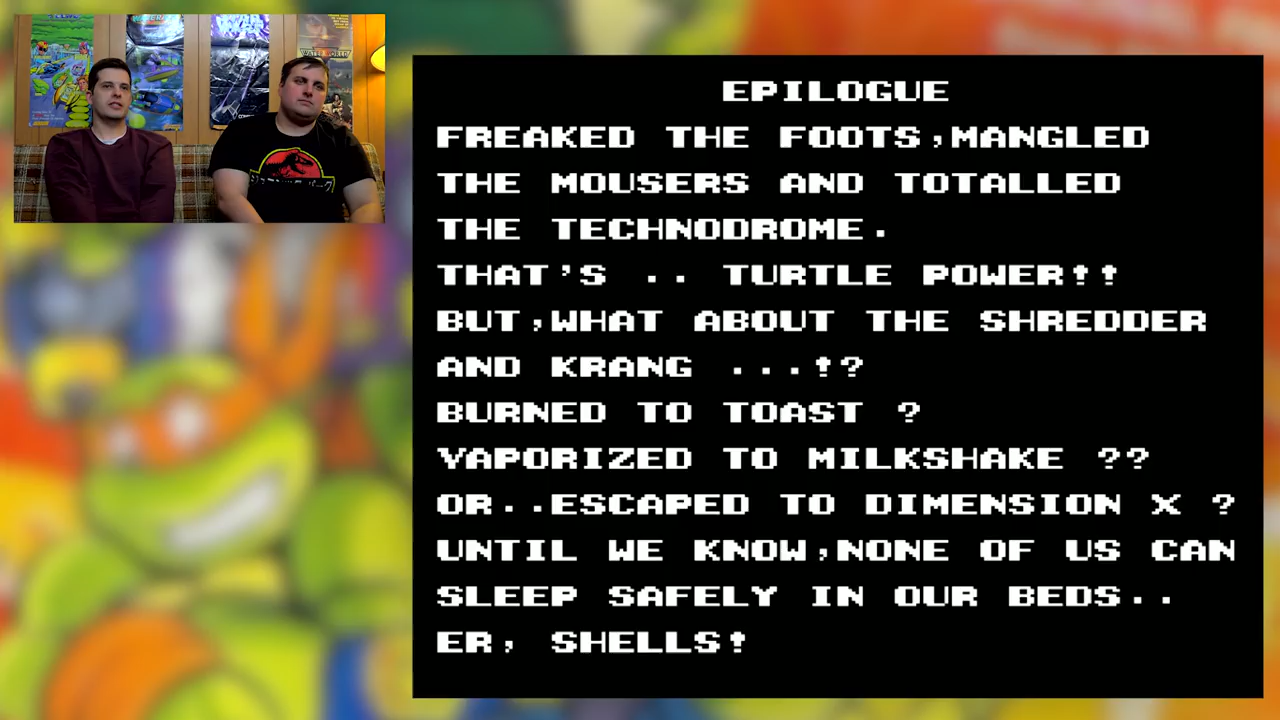 WATER WORLD
EPILOGUE
FREAKED THE FOOTS,MANGLED
THE MOUSERS AND TOTALLED
THE TECHNODROME.
THAT'S .. TURTLE POWER!!
BUT,WHAT ABOUT THE SHREDDER
AND KRANG ...!?
BURNED TO TOAST ?
VAPORIZED TO MILKSHAKE ??
OR..ESCAPED TO DIMENSION X ?
UNTIL WE KNOW,NONE OF US CAN
SLEEP SAFELY IN OUR BEDS..
ER, SHELLS!